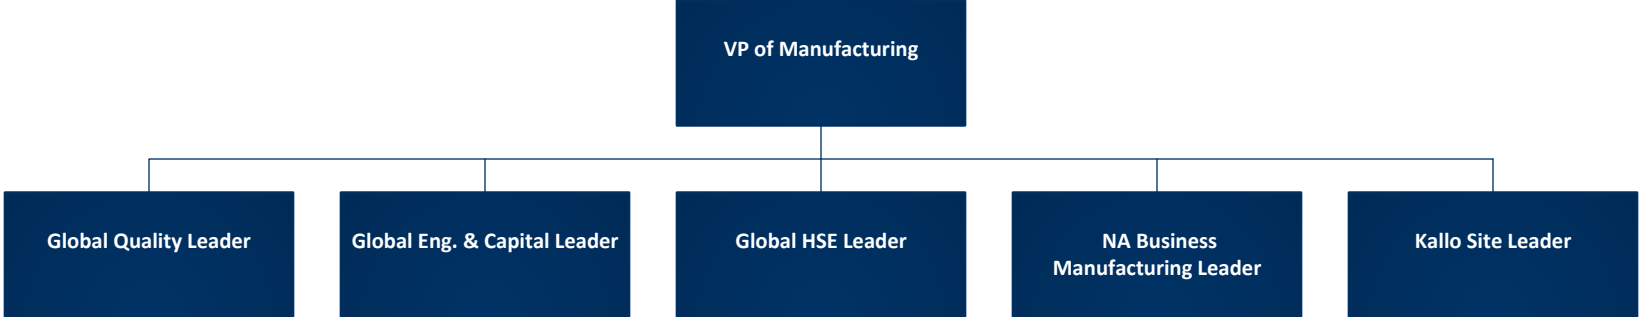 VP of Manufacturing
Global Quality Leader
Global Eng. & Capital Leader
Global HSE Leader
NA Business
Manufacturing Leader
Kallo Site Leader